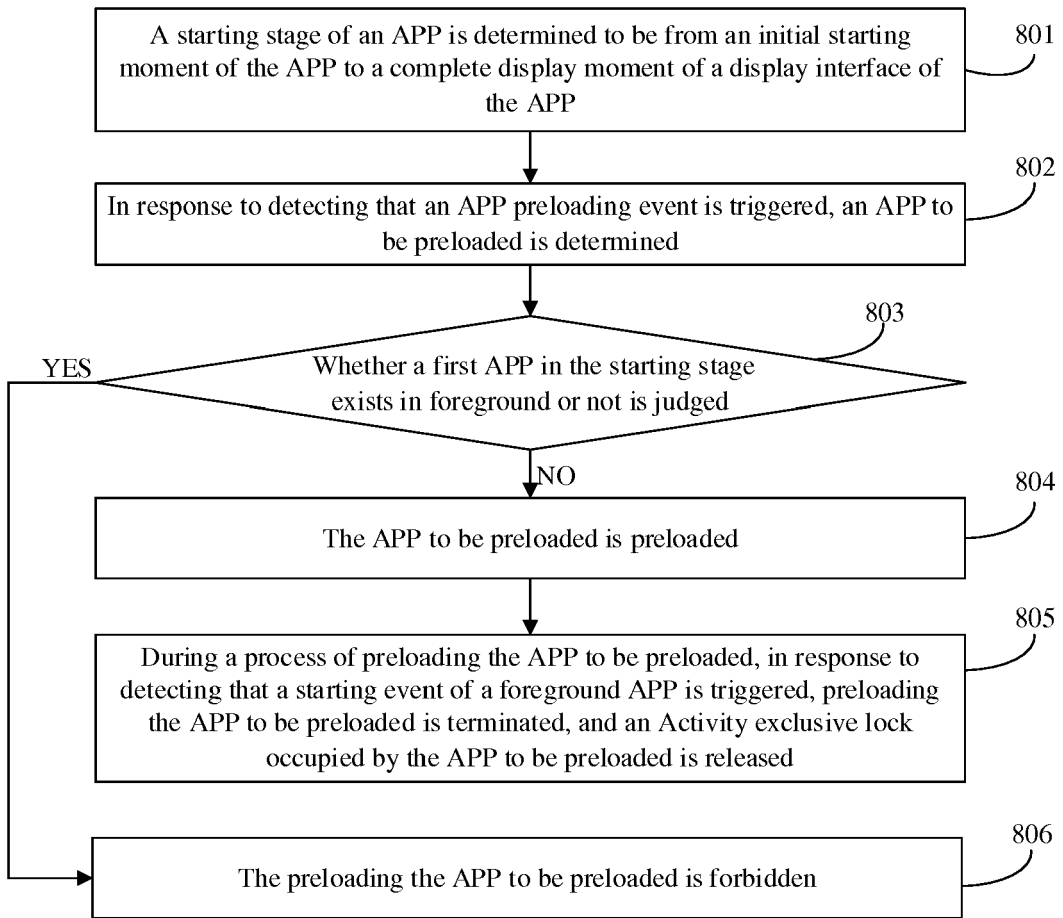 A starting stage of an APP is determined to be from an initial starting
moment of the APP to a complete display moment of a display interface of
the APP
801
802
In response to detecting that an APP preloading event is triggered, an APP to
be preloaded is determined
803
YES
Whether a first APP in the starting stage
exists in foreground or not is judged
NO
804
The APP to be preloaded is preloaded
805
During a process of preloading the APP to be preloaded, in response to
detecting that a starting event of a foreground APP is triggered, preloading
the APP to be preloaded is terminated, and an Activity exclusive lock
occupied by the APP to be preloaded is released
806
The preloading the APP to be preloaded is forbidden